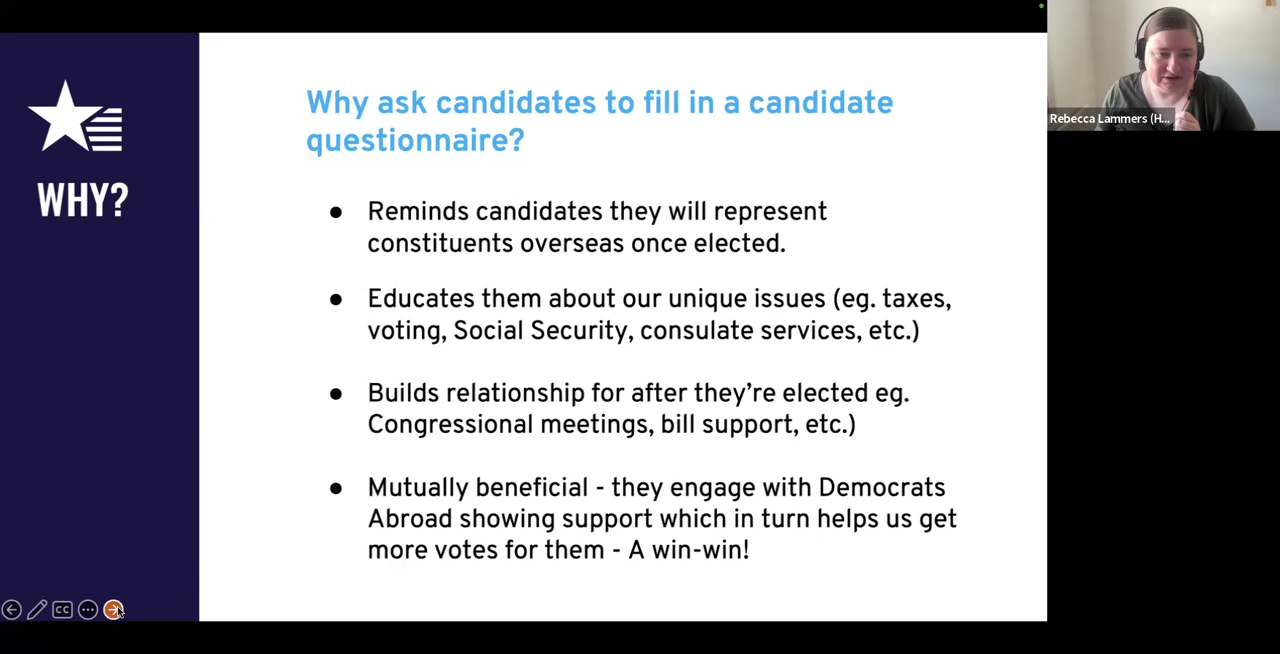 WHY?
Why ask candidates to fill in a candidate
questionnaire?
● Reminds candidates they will represent
constituents overseas once elected.
● Educates them about our unique issues (eg. taxes,
voting, Social Security, consulate services, etc.)
● Builds relationship for after they’re elected eg.
Congressional meetings, bill support, etc.)
● Mutually beneficial - they engage with Democrats
Abroad showing support which in turn helps us get
more votes for them - A win-win!
CC
Rebecca Lammers (H...